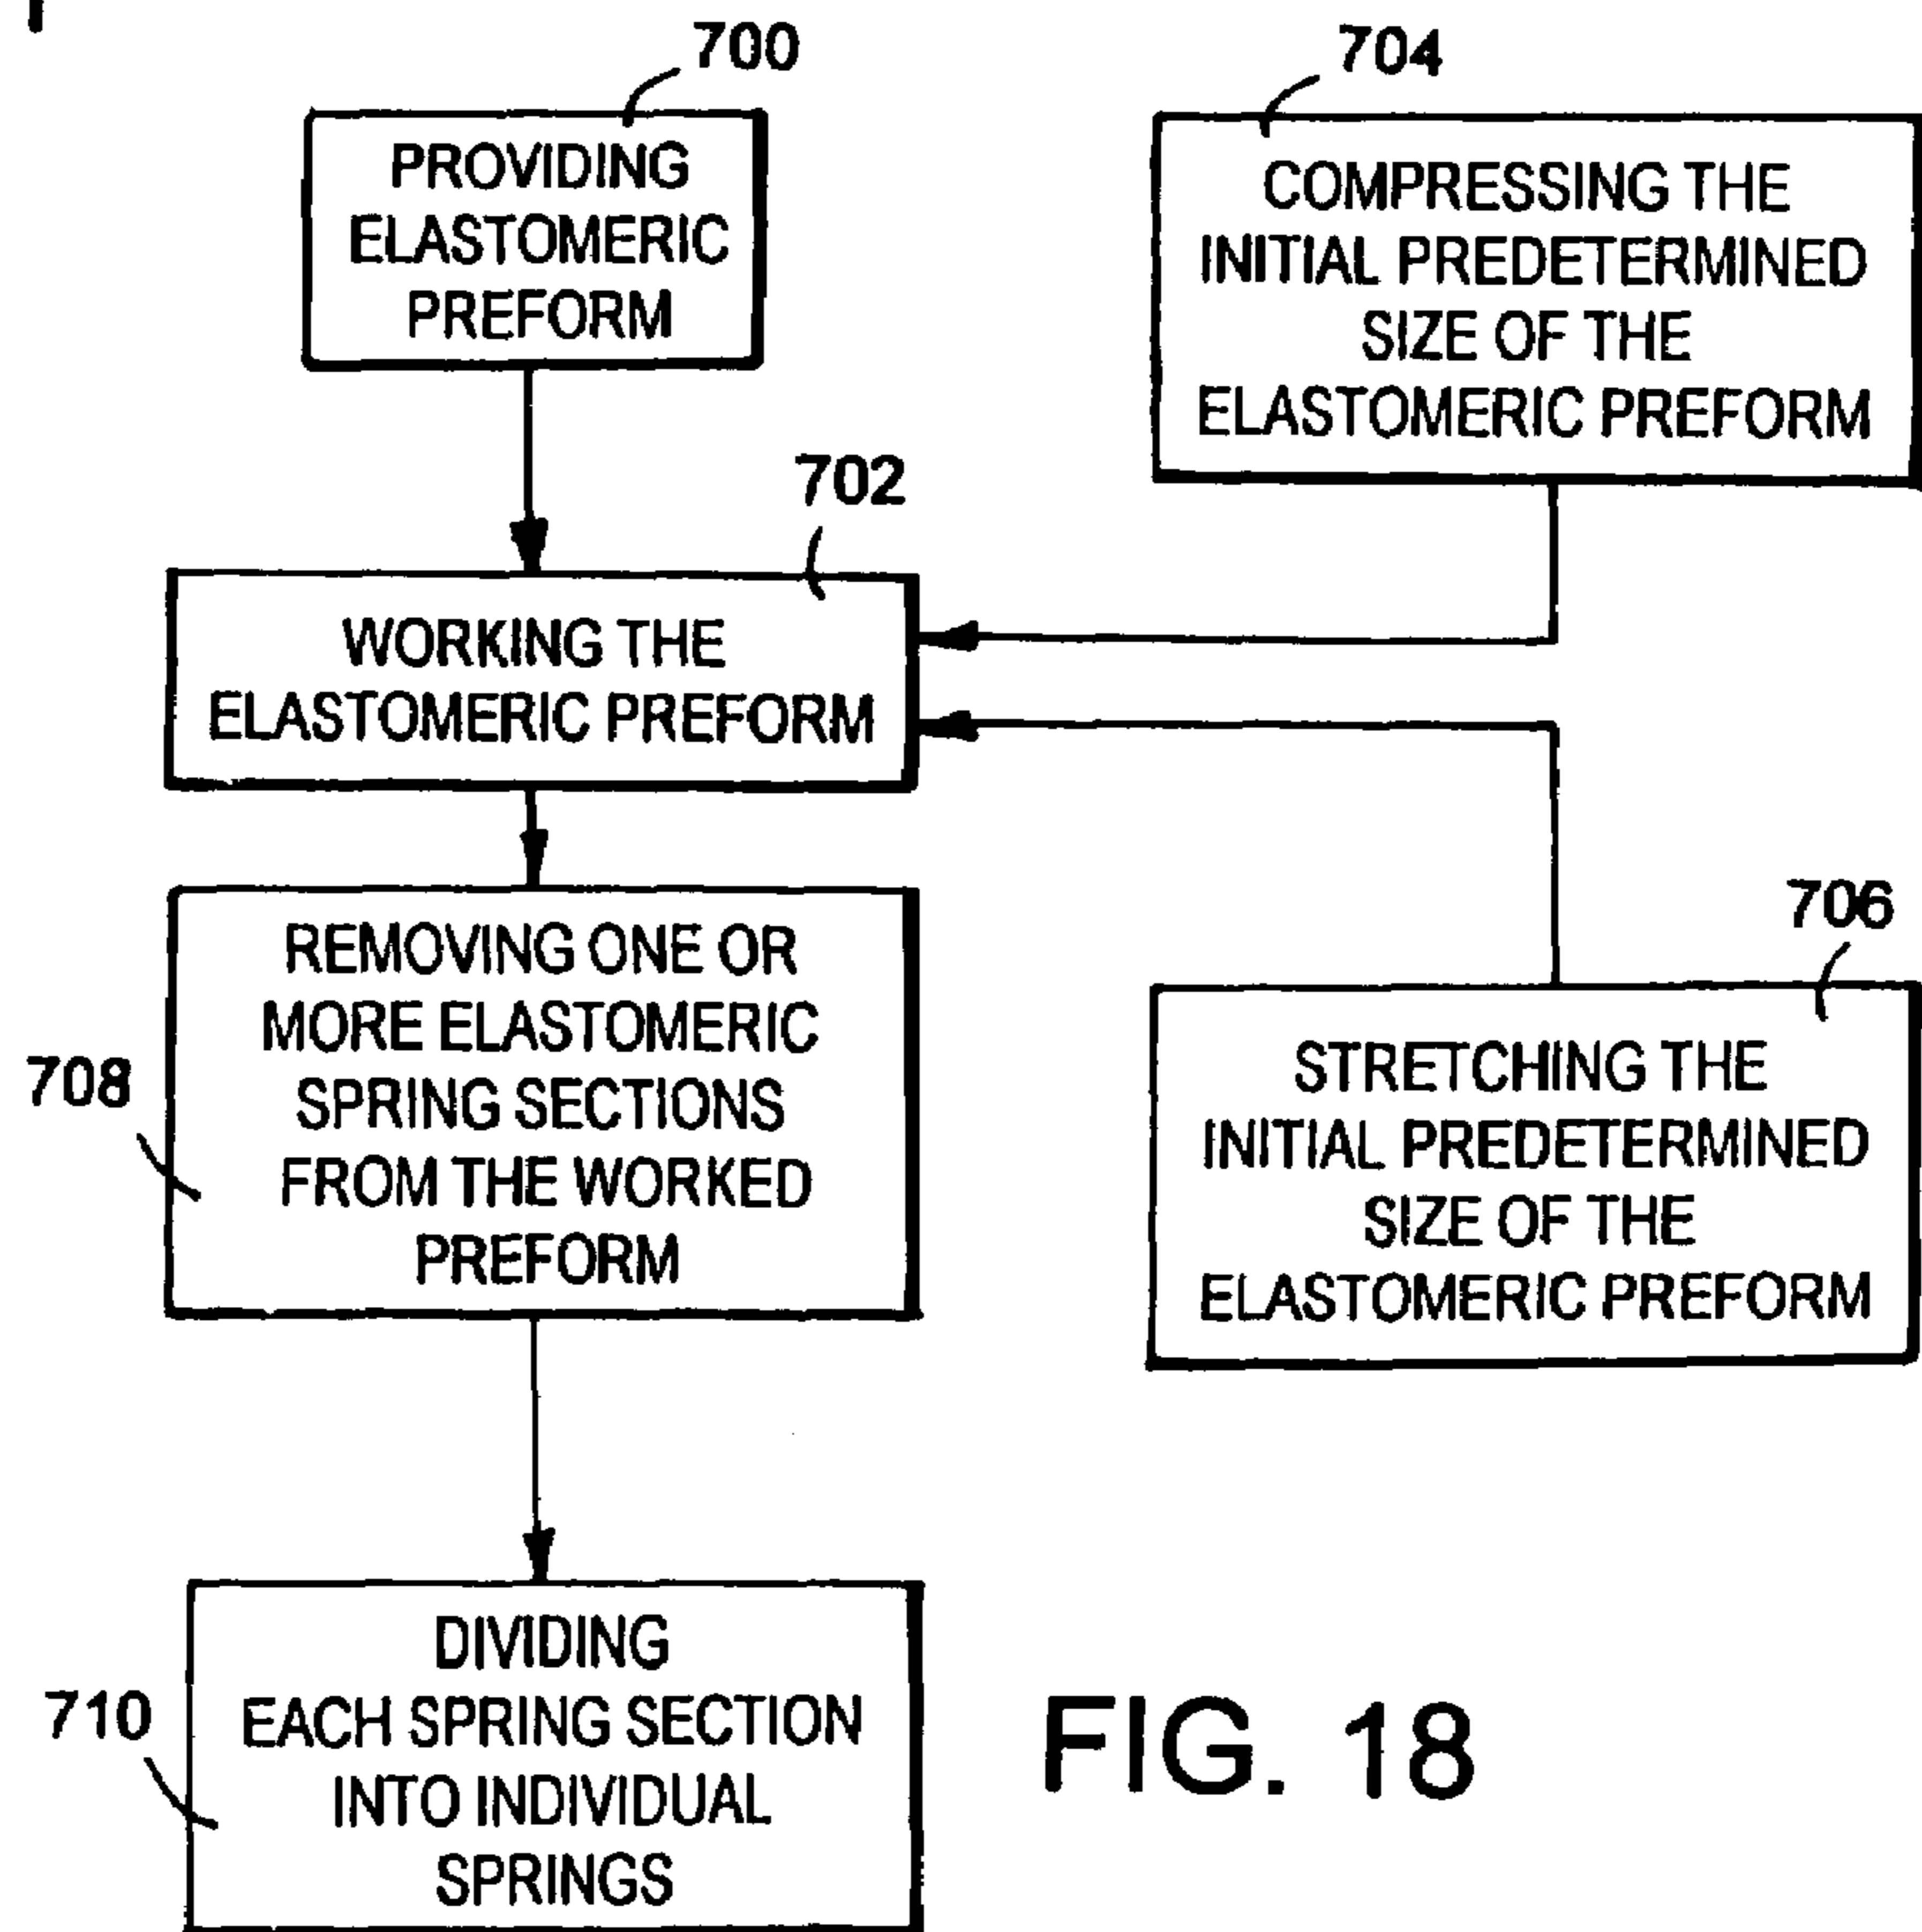 700
PROVIDING
ELASTOMERIC
PREFORM
704
COMPRESSING THE
INITIAL PREDETERMINED
SIZE OF THE
ELASTOMERIC PREFORM
702
WORKING THE
ELASTOMERIC PREFORM
706
STRETCHING THE
INITIAL PREDETERMINED
SIZE OF THE
ELASTOMERIC PREFORM
708
REMOVING ONE OR
MORE ELASTOMERIC
SPRING SECTIONS
FROM THE WORKED
PREFORM
710
DIVIDING
EACH SPRING SECTION
INTO INDIVIDUAL
SPRINGS
FIG. 18